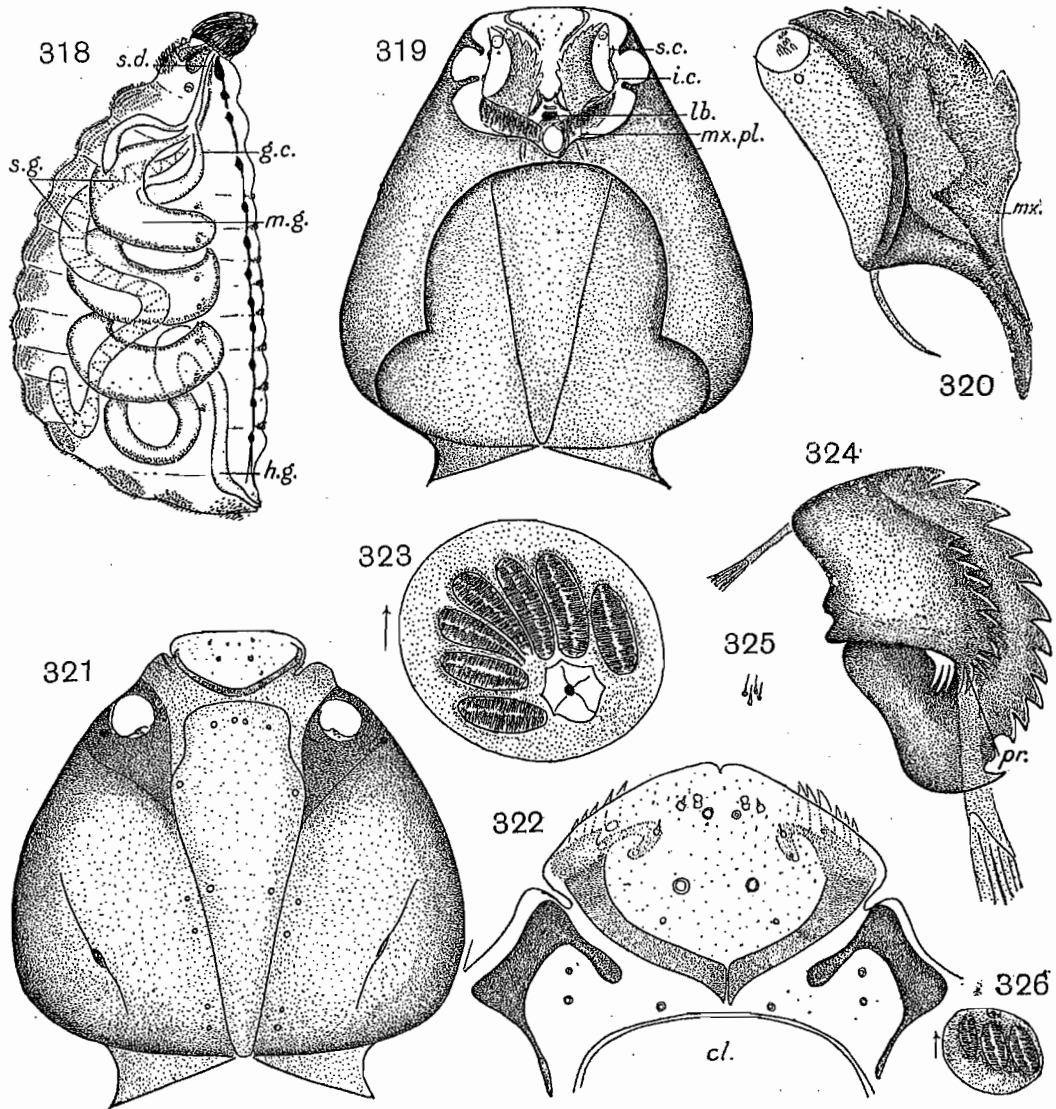 318
s.d.
s.g.
g.c.
m.g.
h.g.
319
s.c.
i.c.
lb.
mx.pl.
320
mx.
321
323
324
pr.
325
322
cl.
326